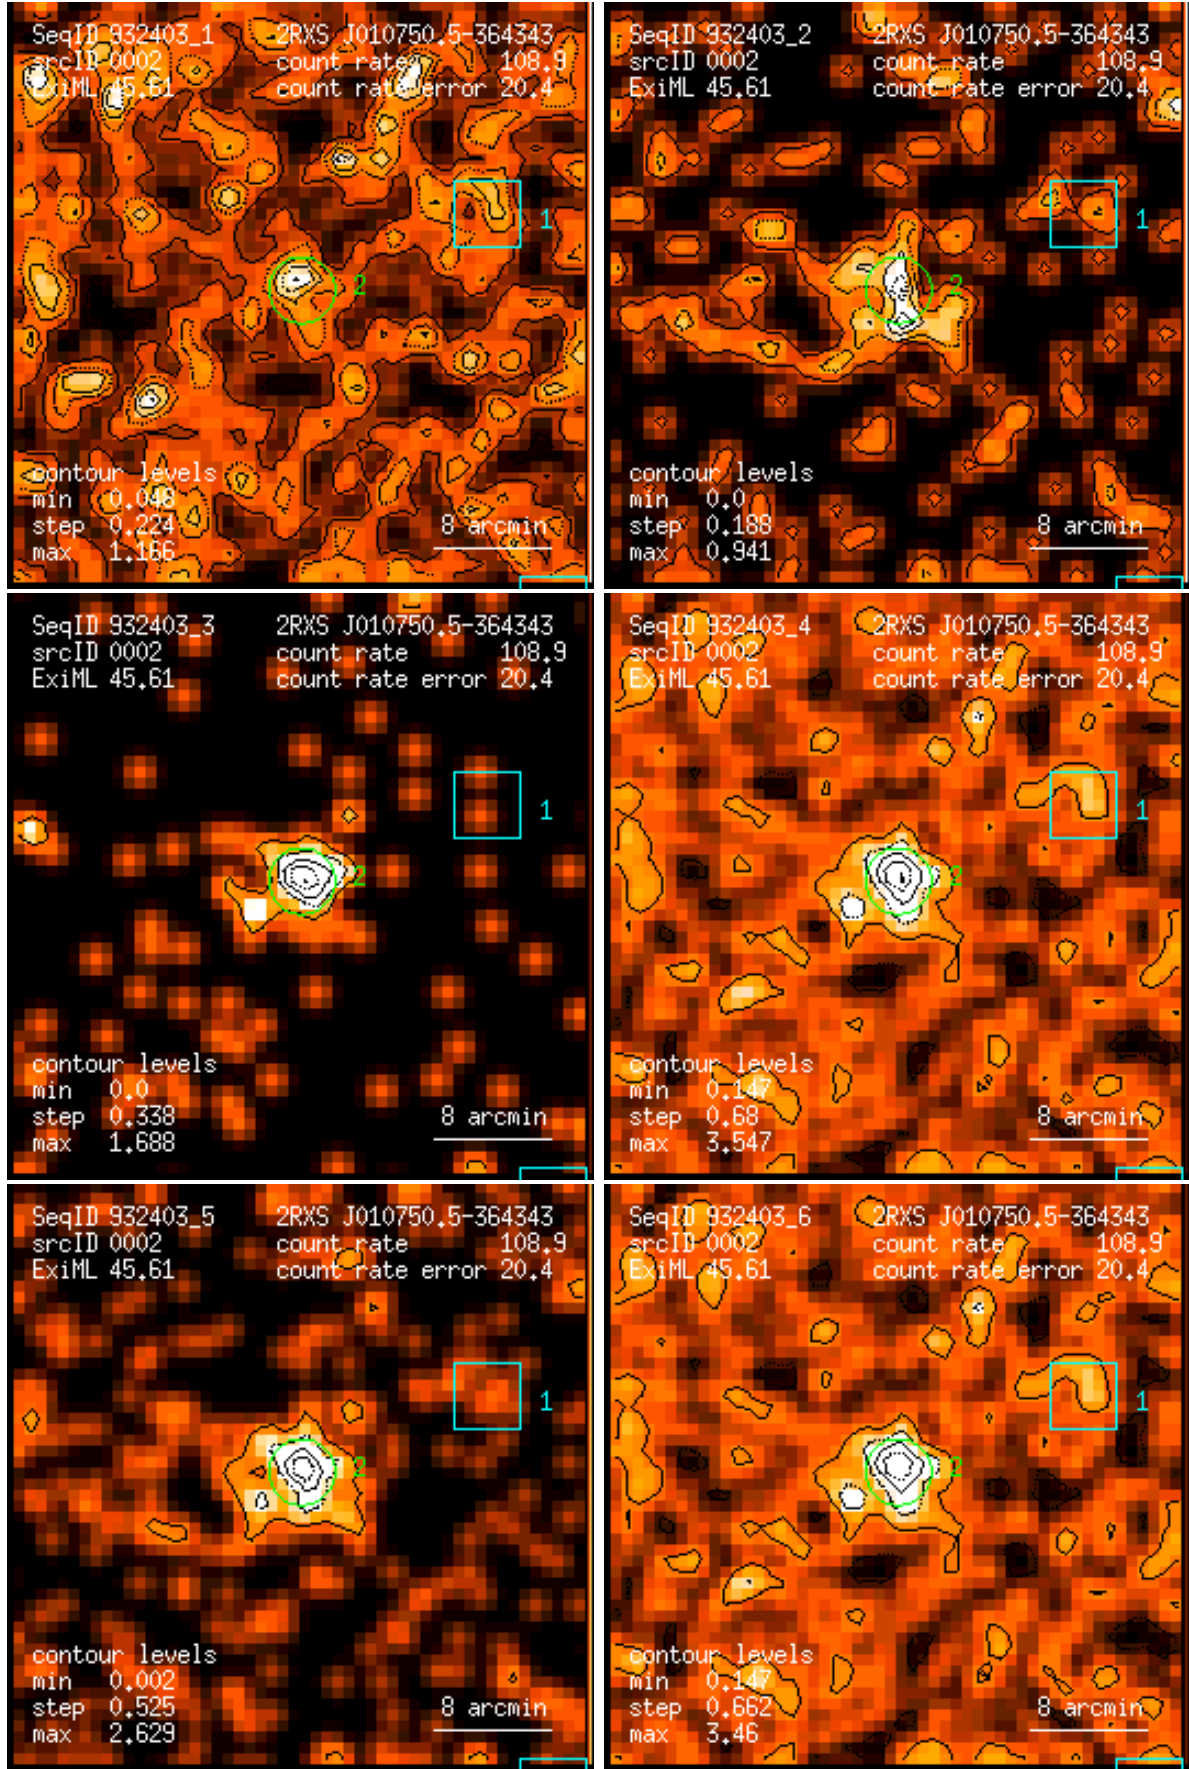 SeqID 932403_1 2RXS J010750.5-364343
srcID 0002 count rate 108.9
ExiML 45.61 count rate error 20.4
1
2
contour levels
min 0.048
step 0.224
max 1.166
8 arcmin
SeqID 932403_2 2RXS J010750.5-364343
srcID 0002 count rate 108.9
ExiML 45.61 count rate error 20.4
1
2
contour levels
min 0.0
step 0.188
max 0.941
8 arcmin
SeqID 932403_3 2RXS J010750.5-364343
srcID 0002 count rate 108.9
ExiML 45.61 count rate error 20.4
1
2
contour levels
min 0.0
step 0.338
max 1.688
8 arcmin
SeqID 932403_4 2RXS J010750.5-364343
srcID 0002 count rate 108.9
ExiML 45.61 count rate error 20.4
1
2
contour levels
min 0.147
step 0.68
max 3.547
8 arcmin
SeqID 932403_5 2RXS J010750.5-364343
srcID 0002 count rate 108.9
ExiML 45.61 count rate error 20.4
1
2
contour levels
min 0.002
step 0.525
max 2.629
8 arcmin
SeqID 932403_6 2RXS J010750.5-364343
srcID 0002 count rate 108.9
ExiML 45.61 count rate error 20.4
1
2
contour levels
min 0.147
step 0.662
max 3.46
8 arcmin